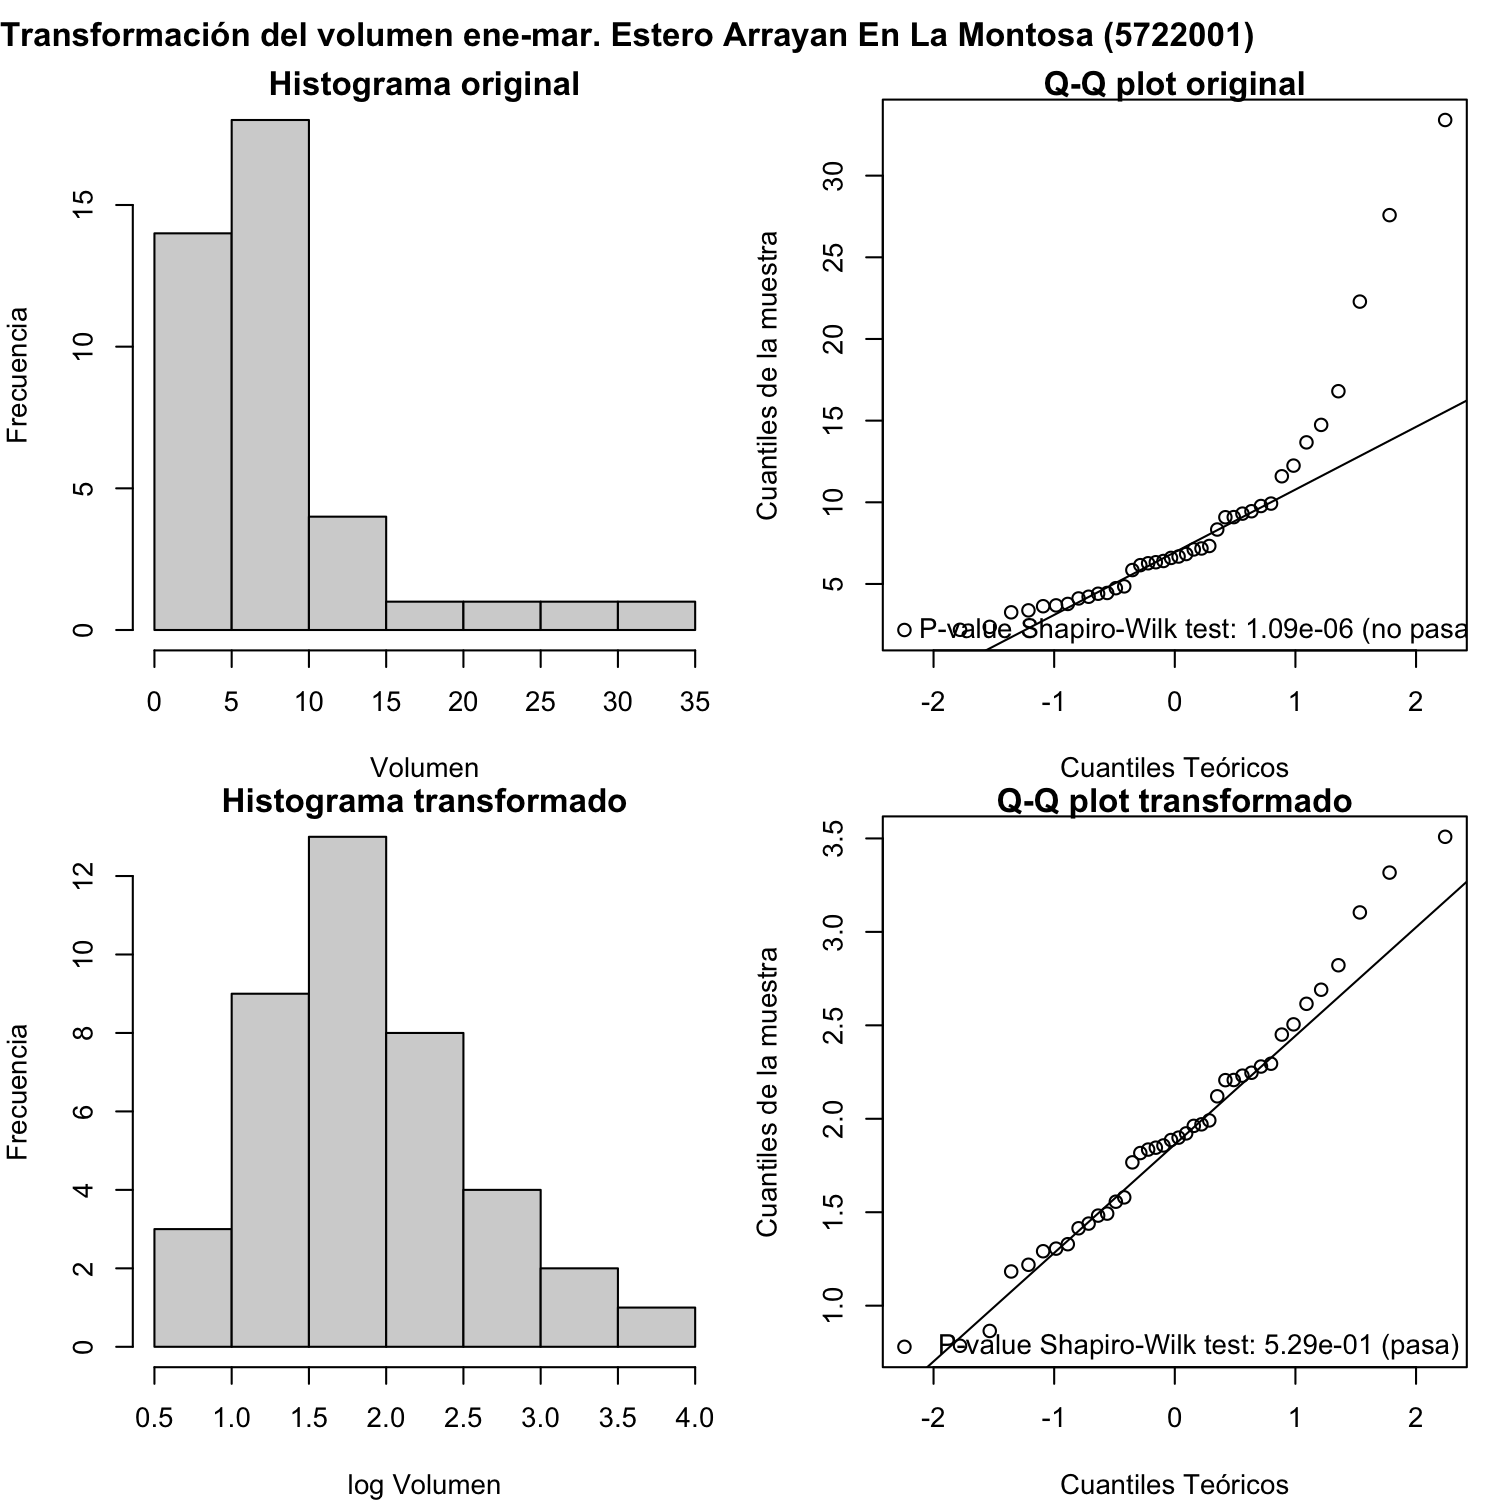 Transformación del volumen ene-mar. Estero Arrayan En La Montosa (5722001)
Histograma original
Frecuencia
15
10
5
0
0 5 10 15 20 25 30 35
Volumen
Q-Q plot original
Cuantiles de la muestra
30
25
20
15
10
5
P-value Shapiro-Wilk test: 1.09e-06 (no pasa
-2 -1 0 1 2
Cuantiles Teóricos
Histograma transformado
Frecuencia
12
10
8
6
4
2
0
0.5 1.0 1.5 2.0 2.5 3.0 3.5 4.0
log Volumen
Q-Q plot transformado
Cuantiles de la muestra
3.5
3.0
2.5
2.0
1.5
1.0
P-value Shapiro-Wilk test: 5.29e-01 (pasa)
-2 -1 0 1 2
Cuantiles Teóricos